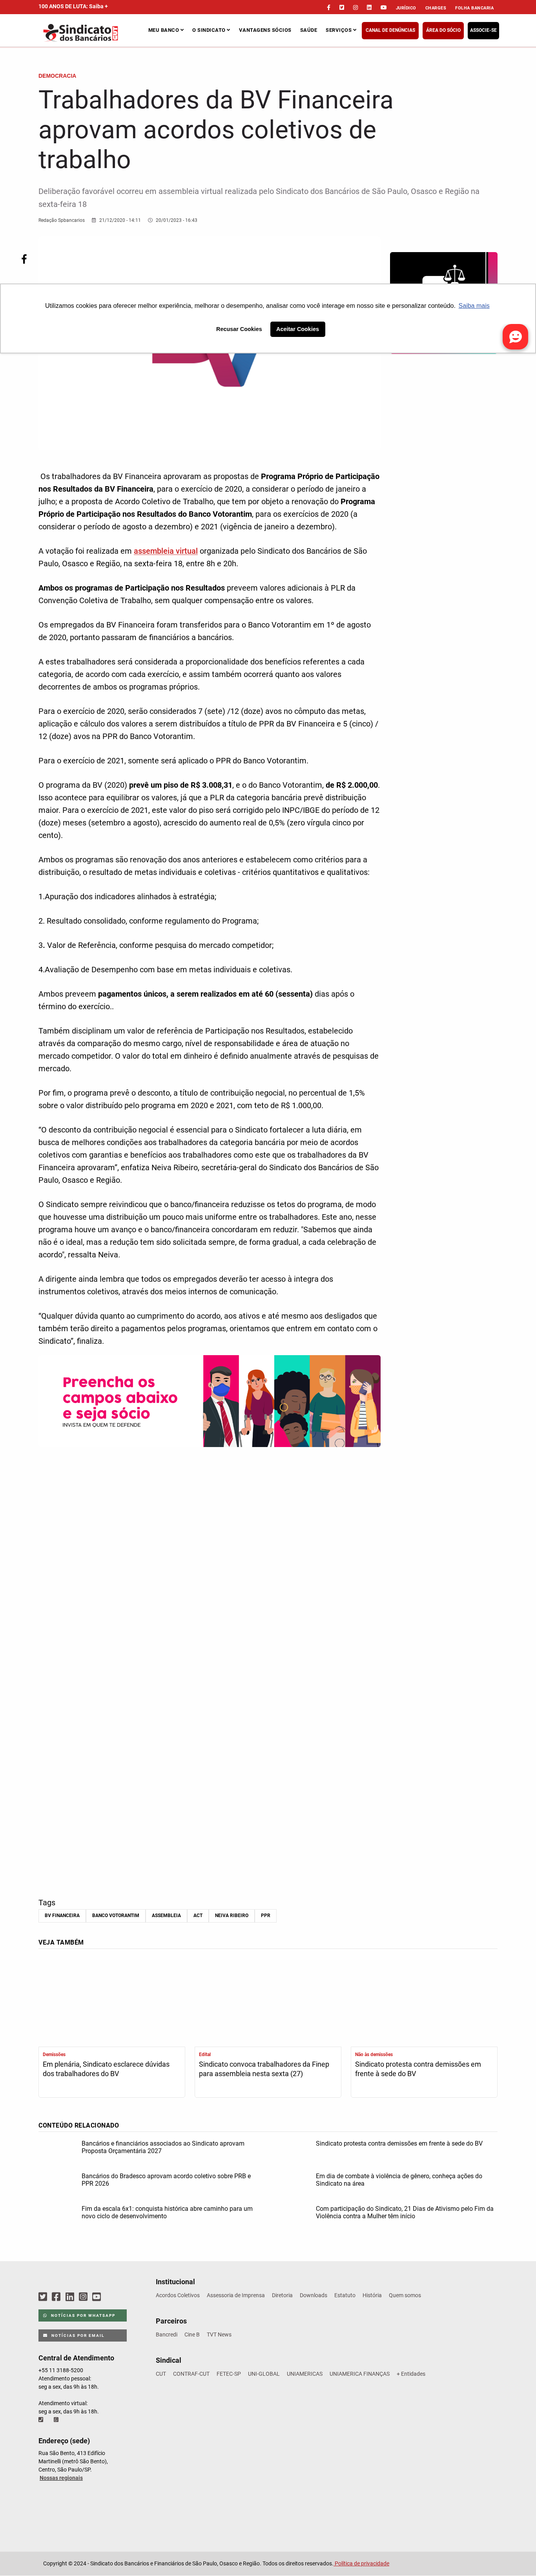 100 ANOS DE LUTA: Saiba +
JURÍDICO CHARGES FOLHA BANCARIA
Sindicato dos Bancários
MEU BANCO O SINDICATO VANTAGENS SÓCIOS SAÚDE SERVIÇOS CANAL DE DENÚNCIAS ÁREA DO SÓCIO ASSOCIE-SE
DEMOCRACIA
Trabalhadores da BV Financeira
aprovam acordos coletivos de
trabalho
Deliberação favorável ocorreu em assembleia virtual realizada pelo Sindicato dos Bancários de São Paulo, Osasco e Região na
sexta-feira 18
Redação Spbancarios 21/12/2020 - 14:11 20/01/2023 - 16:43
Utilizamos cookies para oferecer melhor experiência, melhorar o desempenho, analisar como você interage em nosso site e personalizar conteúdo. Saiba mais
Recusar Cookies Aceitar Cookies
Os trabalhadores da BV Financeira aprovaram as propostas de Programa Próprio de Participação
nos Resultados da BV Financeira, para o exercício de 2020, a considerar o período de janeiro a
julho; e a proposta de Acordo Coletivo de Trabalho, que tem por objeto a renovação do Programa
Próprio de Participação nos Resultados do Banco Votorantim, para os exercícios de 2020 (a
considerar o período de agosto a dezembro) e 2021 (vigência de janeiro a dezembro).
A votação foi realizada em assembleia virtual organizada pelo Sindicato dos Bancários de São
Paulo, Osasco e Região, na sexta-feira 18, entre 8h e 20h.
Ambos os programas de Participação nos Resultados preveem valores adicionais à PLR da
Convenção Coletiva de Trabalho, sem qualquer compensação entre os valores.
Os empregados da BV Financeira foram transferidos para o Banco Votorantim em 1º de agosto
de 2020, portanto passaram de financiários a bancários.
A estes trabalhadores será considerada a proporcionalidade dos benefícios referentes a cada
categoria, de acordo com cada exercício, e assim também ocorrerá quanto aos valores
decorrentes de ambos os programas próprios.
Para o exercício de 2020, serão considerados 7 (sete) /12 (doze) avos no cômputo das metas,
aplicação e cálculo dos valores a serem distribuídos a título de PPR da BV Financeira e 5 (cinco) /
12 (doze) avos na PPR do Banco Votorantim.
Para o exercício de 2021, somente será aplicado o PPR do Banco Votorantim.
O programa da BV (2020) prevê um piso de R$ 3.008,31, e o do Banco Votorantim, de R$ 2.000,00.
Isso acontece para equilibrar os valores, já que a PLR da categoria bancária prevê distribuição
maior. Para o exercício de 2021, este valor do piso será corrigido pelo INPC/IBGE do período de 12
(doze) meses (setembro a agosto), acrescido do aumento real de 0,5% (zero vírgula cinco por
cento).
Ambos os programas são renovação dos anos anteriores e estabelecem como critérios para a
distribuição, o resultado de metas individuais e coletivas - critérios quantitativos e qualitativos:
1.Apuração dos indicadores alinhados à estratégia;
2. Resultado consolidado, conforme regulamento do Programa;
3. Valor de Referência, conforme pesquisa do mercado competidor;
4.Avaliação de Desempenho com base em metas individuais e coletivas.
Ambos preveem pagamentos únicos, a serem realizados em até 60 (sessenta) dias após o
término do exercício..
Também disciplinam um valor de referência de Participação nos Resultados, estabelecido
através da comparação do mesmo cargo, nível de responsabilidade e área de atuação no
mercado competidor. O valor do total em dinheiro é definido anualmente através de pesquisas de
mercado.
Por fim, o programa prevê o desconto, a título de contribuição negocial, no percentual de 1,5%
sobre o valor distribuído pelo programa em 2020 e 2021, com teto de R$ 1.000,00.
“O desconto da contribuição negocial é essencial para o Sindicato fortalecer a luta diária, em
busca de melhores condições aos trabalhadores da categoria bancária por meio de acordos
coletivos com garantias e benefícios aos trabalhadores como este que os trabalhadores da BV
Financeira aprovaram”, enfatiza Neiva Ribeiro, secretária-geral do Sindicato dos Bancários de São
Paulo, Osasco e Região.
O Sindicato sempre reivindicou que o banco/financeira reduzisse os tetos do programa, de modo
que houvesse uma distribuição um pouco mais uniforme entre os trabalhadores. Este ano, nesse
programa houve um avanço e o banco/financeira concordaram em reduzir. "Sabemos que ainda
não é o ideal, mas a redução tem sido solicitada sempre, de forma gradual, a cada celebração de
acordo", ressalta Neiva.
A dirigente ainda lembra que todos os empregados deverão ter acesso à integra dos
instrumentos coletivos, através dos meios internos de comunicação.
“Qualquer dúvida quanto ao cumprimento do acordo, aos ativos e até mesmo aos desligados que
também terão direito a pagamentos pelos programas, orientamos que entrem em contato com o
Sindicato”, finaliza.
Preencha os
campos abaixo
e seja sócio
INVISTA EM QUEM TE DEFENDE.
Tags
BV FINANCEIRA BANCO VOTORANTIM ASSEMBLEIA ACT NEIVA RIBEIRO PPR
VEJA TAMBÉM
Demissões
Em plenária, Sindicato esclarece dúvidas
dos trabalhadores do BV
Edital
Sindicato convoca trabalhadores da Finep
para assembleia nesta sexta (27)
Não às demissões
Sindicato protesta contra demissões em
frente à sede do BV
CONTEÚDO RELACIONADO
Bancários e financiários associados ao Sindicato aprovam
Proposta Orçamentária 2021
Sindicato protesta contra demissões em frente à sede do BV
Bancários do Bradesco aprovam acordo coletivo sobre PRB e
PPR 2026
Em dia de combate à violência de gênero, conheça ações do
Sindicato na área
Fim da escala 6x1: conquista histórica abre caminho para um
novo ciclo de desenvolvimento
Com participação do Sindicato, 21 Dias de Ativismo pelo Fim da
Violência contra a Mulher têm início
NOTÍCIAS POR WHATSAPP
NOTÍCIAS POR EMAIL
Central de Atendimento
+55 11 3188-5200
Atendimento pessoal:
seg a sex, das 9h às 18h.
Atendimento virtual:
seg a sex, das 9h às 18h.
Endereço (sede)
Rua São Bento, 413 Edifício
Martinelli (metrô São Bento),
Centro, São Paulo/SP.
Nossas regionais
Institucional
Acordos Coletivos Assessoria de Imprensa Diretoria Downloads Estatuto História Quem somos
Parceiros
Bancredi Cine B TVT News
Sindical
CUT CONTRAF-CUT FETEC-SP UNI-GLOBAL UNIAMERICAS UNIAMERICA FINANÇAS + Entidades
Copyright © 2024 - Sindicato dos Bancários e Financiários de São Paulo, Osasco e Região. Todos os direitos reservados. Política de privacidade